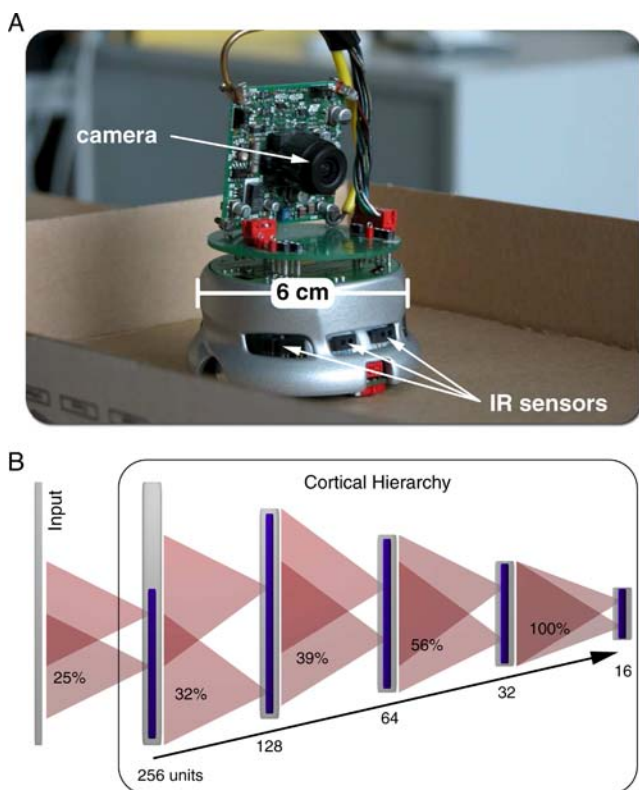 A
camera
6 cm
IR sensors
B
Cortical Hierarchy
Input
25%
32%
39%
56%
100%
256 units
128
64
32
16